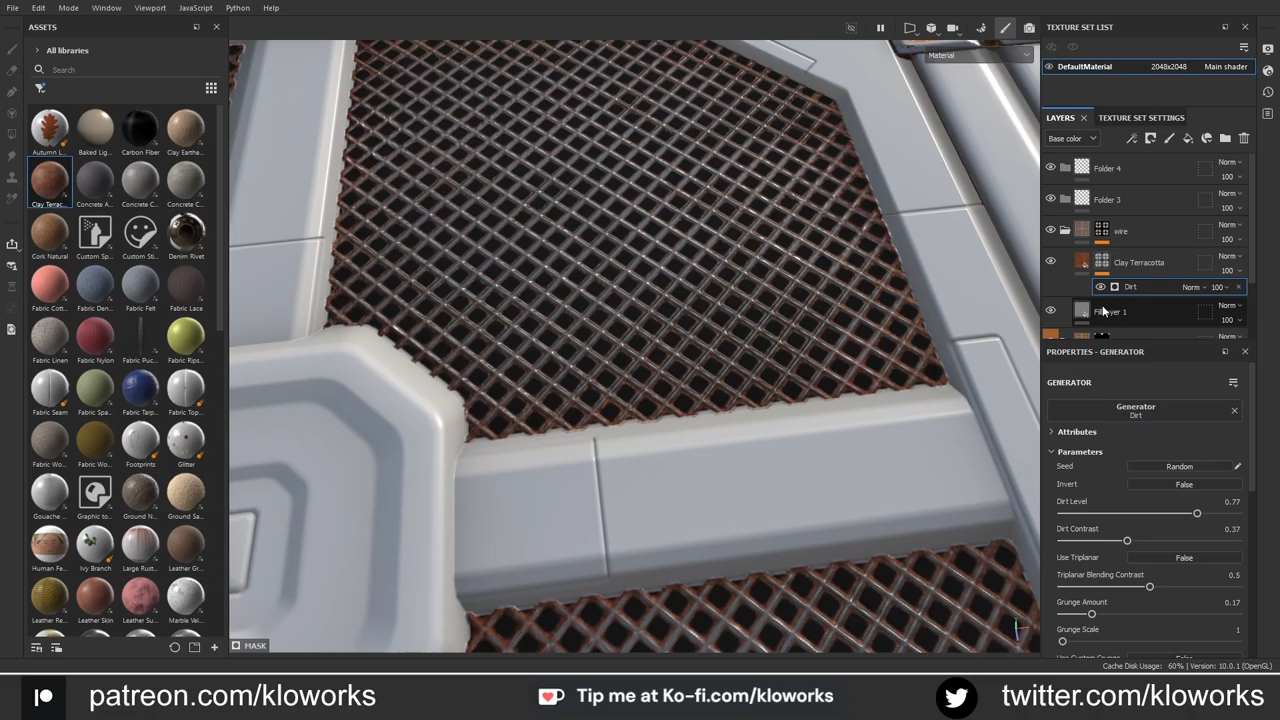 File Edit Mode Window Viewport JavaScript Python Help
ASSETS
All libraries
Search
Autumn L... Baked Lig... Carbon Fiber Clay Earthe...
Clay Terrac... Concrete A... Concrete C... Concrete C...
Cork Natural Custom Sp... Custom Sti... Denim Rivet
Fabric Cott... Fabric Den... Fabric Felt Fabric Lace
Fabric Linen Fabric Nylon Fabric Puc... Fabric Rips...
Fabric Seam Fabric Spa... Fabric Tarp... Fabric Top...
Fabric Wo... Fabric Wo... Footprints Glitter
Gouache ... Graphic to... Ground N... Ground Sa...
Human Fe... Ivy Branch Large Rust... Leather Gr...
Leather Re... Leather Skin Leather Su... Marble Vei...
MASK
Material
TEXTURE SET LIST
DefaultMaterial 2048x2048 Main shader
LAYERS TEXTURE SET SETTINGS
Base color
Folder 4 Norm 100
Folder 3 Norm 100
wire Norm 100
Clay Terracotta Norm 100
Dirt Norm 100
Norm 100
PROPERTIES - GENERATOR
GENERATOR
Generator
Dirt
Attributes
Parameters
Seed Random
Invert False
Dirt Level 0.77
Dirt Contrast 0.37
Use Triplanar False
Triplanar Blending Contrast 0.5
Grunge Amount 0.17
Grunge Scale 1
Cache Disk Usage: 60% | Version: 10.0.1 (OpenGL)
patreon.com/kloworks Tip me at Ko-fi.com/kloworks twitter.com/kloworks